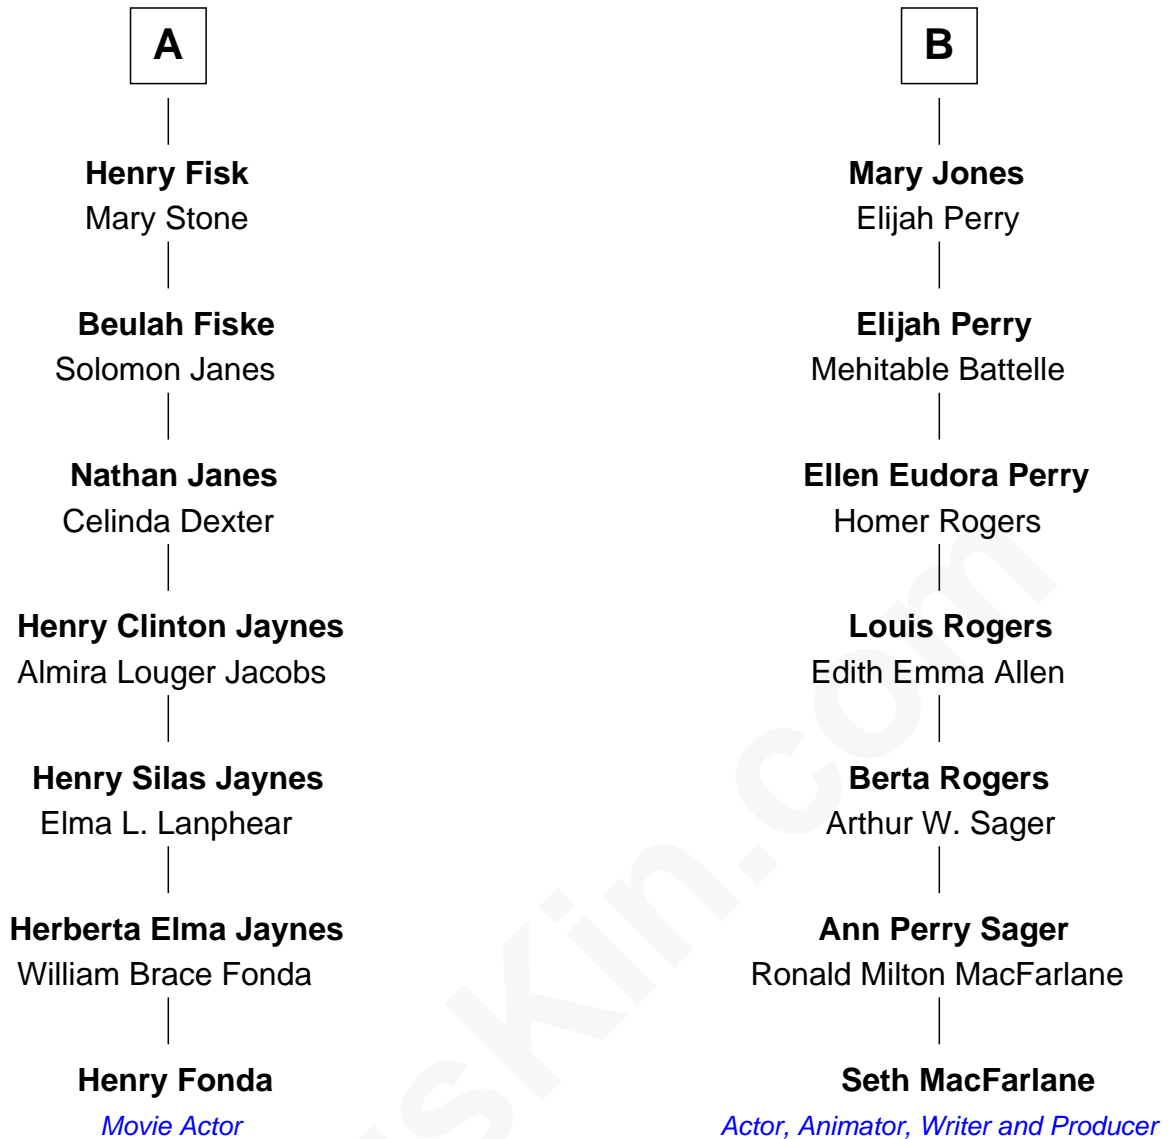 A
B
Henry Fisk
Mary Stone
Mary Jones
Elijah Perry
Beulah Fiske
Solomon Janes
Elijah Perry
Mehitable Battelle
Nathan Janes
Celinda Dexter
Ellen Eudora Perry
Homer Rogers
Henry Clinton Jaynes
Almira Louger Jacobs
Louis Rogers
Edith Emma Allen
Henry Silas Jaynes
Elma L. Lanphear
Berta Rogers
Arthur W. Sager
Herberta Elma Jaynes
William Brace Fonda
Ann Perry Sager
Ronald Milton MacFarlane
Henry Fonda
Movie Actor
Seth MacFarlane
Actor, Animator, Writer and Producer